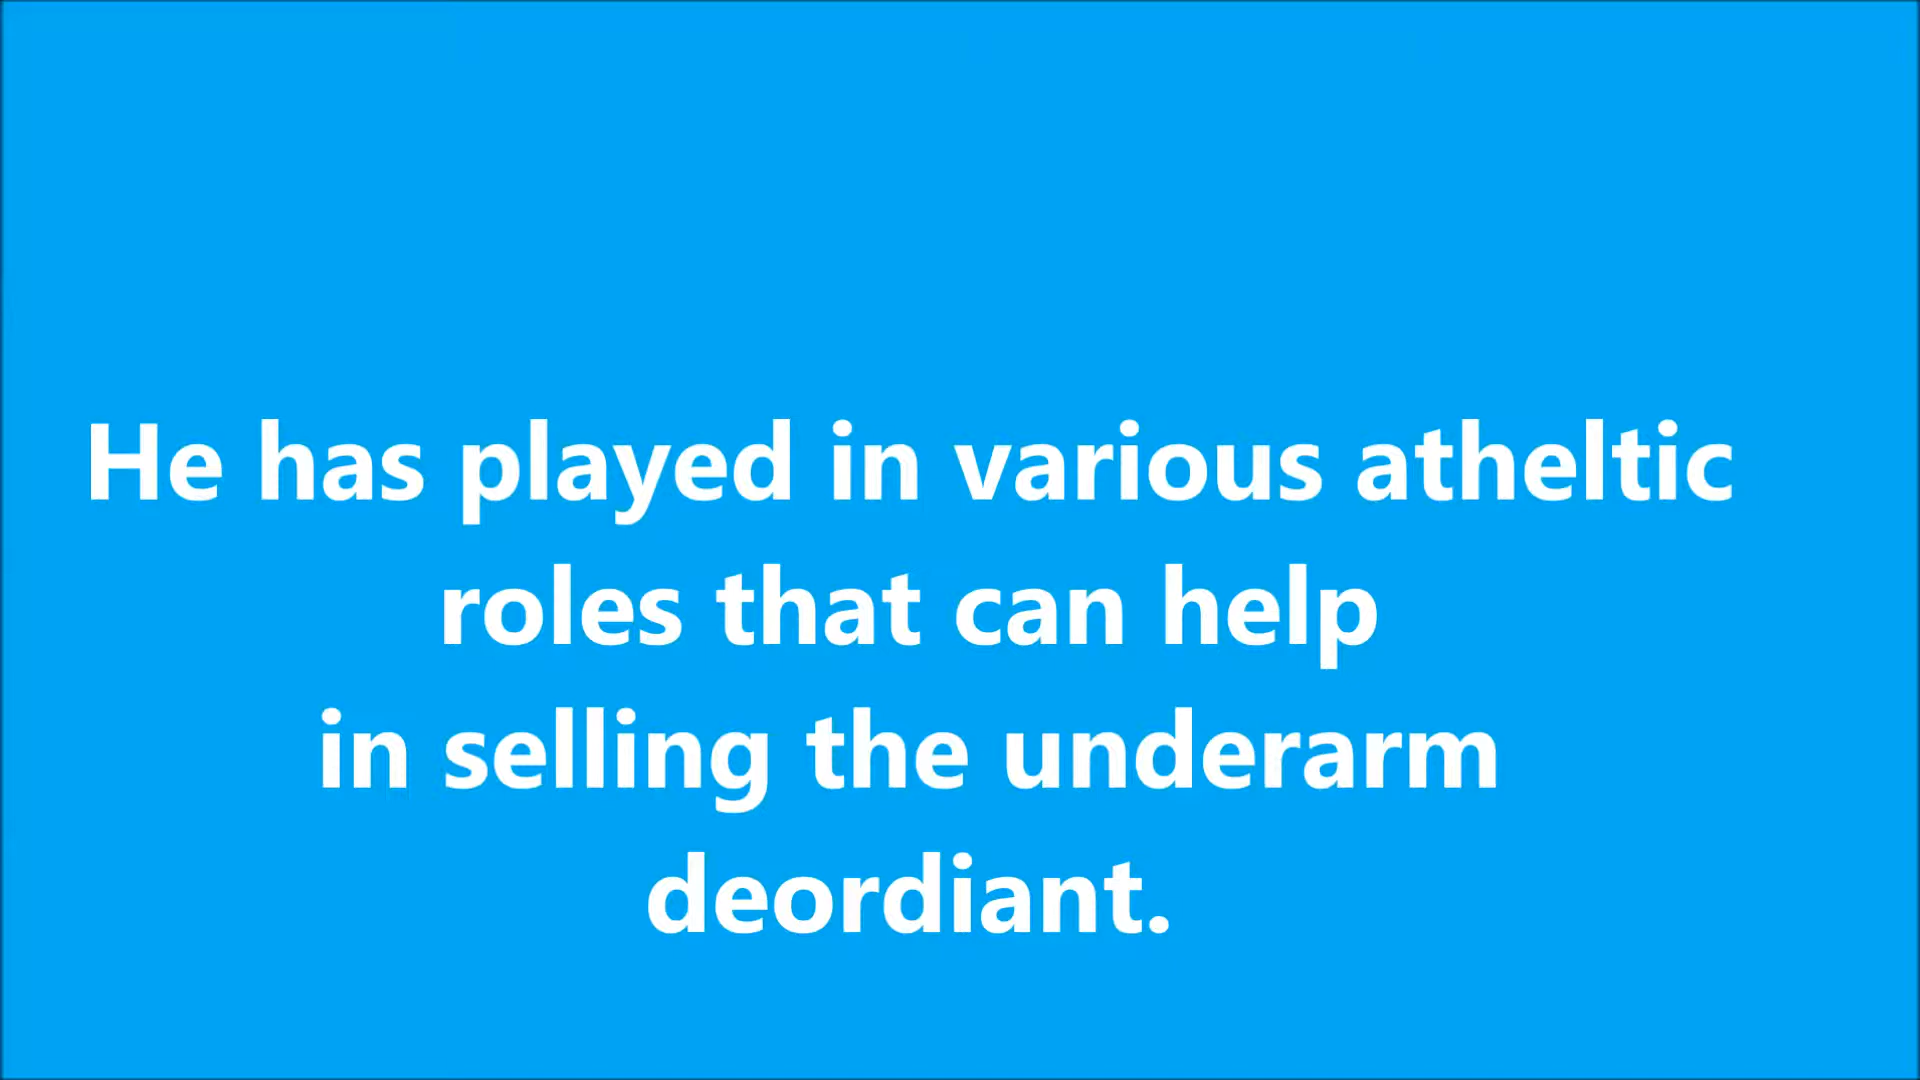 He has played in various atheltic
roles that can help
in selling the underarm
deordiant.